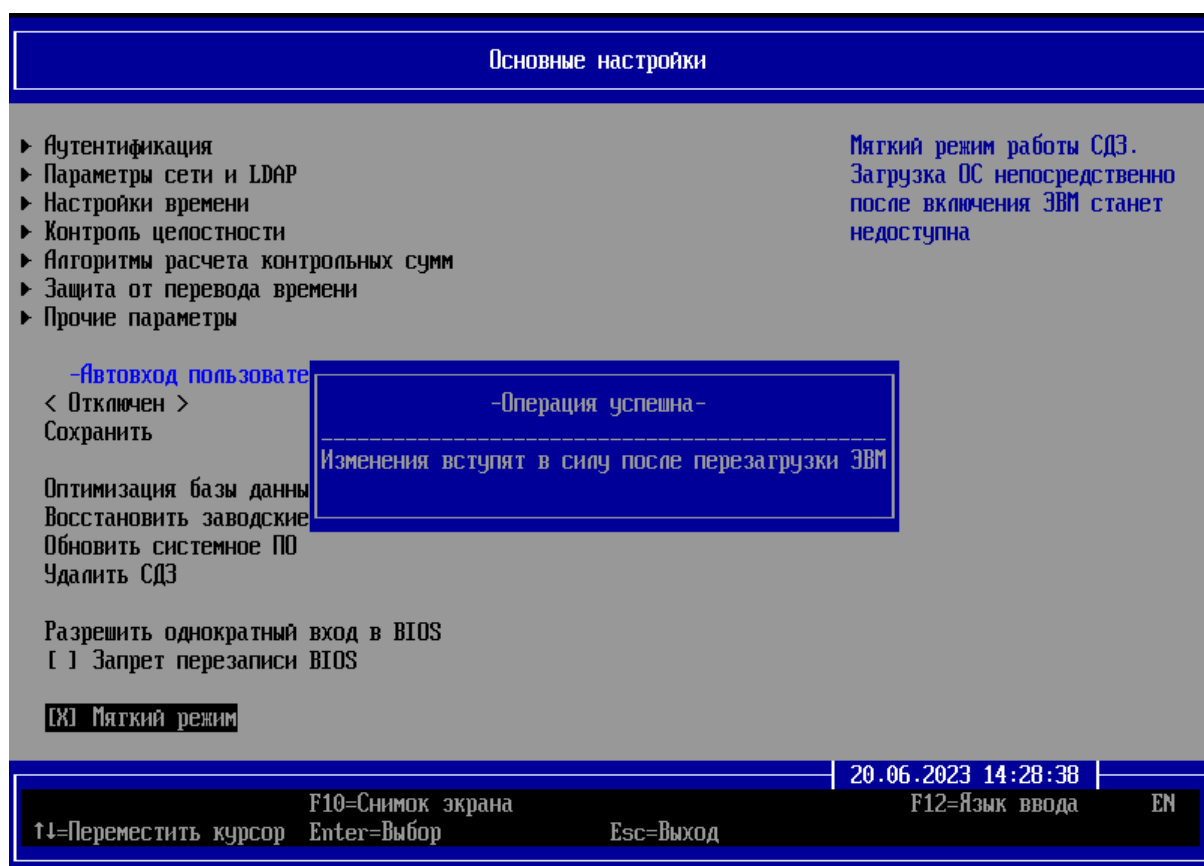 Основные настройки
▶ Аутентификация
▶ Параметры сети и LDAP
▶ Настройки времени
▶ Контроль целостности
▶ Алгоритмы расчета контрольных сумм
▶ Защита от перевода времени
▶ Прочие параметры
Мягкий режим работы СДЗ.
Загрузка ОС непосредственно
после включения ЭВМ станет
недоступна
-Автовход пользовате
< Отключен >
Сохранить
Оптимизация базы данны
Восстановить заводские
Обновить системное ПО
Удалить СДЗ
-Операция успешна-
Изменения вступят в силу после перезагрузки ЭВМ
Разрешить однократный вход в BIOS
[ ] Запрет перезаписи BIOS
[X] Мягкий режим
20.06.2023 14:28:38
F10=Снимок экрана F12=Язык ввода EN
↑↓=Переместить курсор Enter=Выбор Esc=Выход